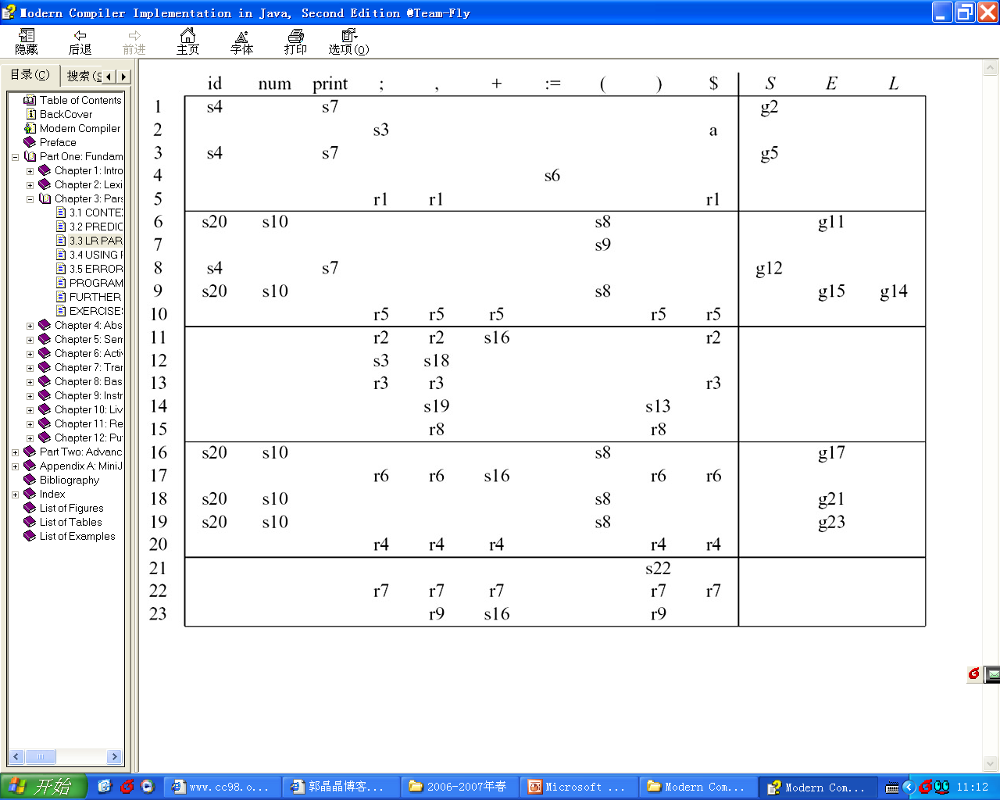 Modern Compiler Implementation in Java, Second Edition @Team-Fly
隐藏 后退 前进 主页 字体 打印 选项(O)
目录(C) 搜索(S
Table of Contents
BackCover
Modern Compiler
Preface
Part One: Fundam
Chapter 1: Intro
Chapter 2: Lexi
Chapter 3: Pars
3.1 CONTE
3.2 PREDIC
3.3 LR PAR
3.4 USING
3.5 ERROR
PROGRAM
FURTHER
EXERCISE
Chapter 4: Abs
Chapter 5: Sem
Chapter 6: Acti
Chapter 7: Trar
Chapter 8: Bas
Chapter 9: Instr
Chapter 10: Liv
Chapter 11: Re
Chapter 12: Pu
Part Two: Advanc
Appendix A: MiniJ
Bibliography
Index
List of Figures
List of Tables
List of Examples
id num print ; , + := ( ) $ S E L
1 s4 s7 g2
2 s3 a
3 s4 s7 g5
4 s6
5 r1 r1 r1
6 s20 s10 s8 g11
7 s9
8 s4 s7 g12
9 s20 s10 s8 g15 g14
10 r5 r5 r5 r5 r5
11 r2 r2 s16 r2
12 s3 s18
13 r3 r3 r3
14 s19 s13
15 r8 r8
16 s20 s10 s8 g17
17 r6 r6 s16 r6 r6
18 s20 s10 s8 g21
19 s20 s10 s8 g23
20 r4 r4 r4 r4 r4
21 s22
22 r7 r7 r7 r7 r7
23 r9 s16 r9
开始 www.cc98.o... 郭晶晶博客... 2006-2007年春 Microsoft ... Modern Com... Modern Com... 11:12